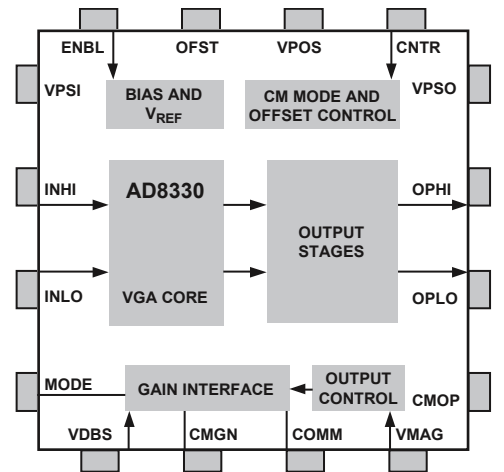 ENBL OFST VPOS CNTR
VPSI BIAS AND CM MODE AND VPSO
VREF OFFSET CONTROL
INHI AD8330 OPHI
OUTPUT
STAGES
INLO VGA CORE OPLO
MODE GAIN INTERFACE OUTPUT
CONTROL CMOP
VDBS CMGN COMM VMAG